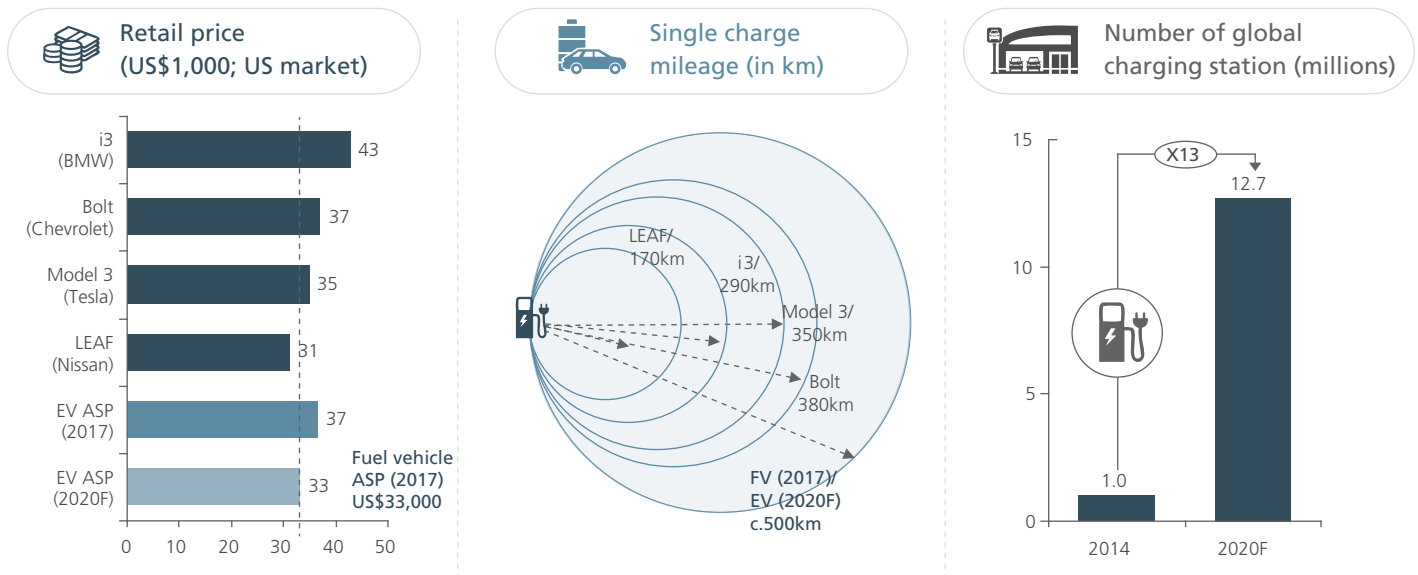 Retail price
(US$1,000; US market)
i3
(BMW)
43
Bolt
(Chevrolet)
37
Model 3
(Tesla)
35
LEAF
(Nissan)
31
EV ASP
(2017)
37
EV ASP
(2020F)
33
Fuel vehicle
ASP (2017)
US$33,000
0 10 20 30 40 50
Single charge
mileage (in km)
LEAF/
170km
i3/
290km
Model 3/
350km
Bolt
380km
FV (2017)/
EV (2020F)
c.500km
Number of global
charging station (millions)
15
10
5
0
X13
12.7
1.0
2014 2020F